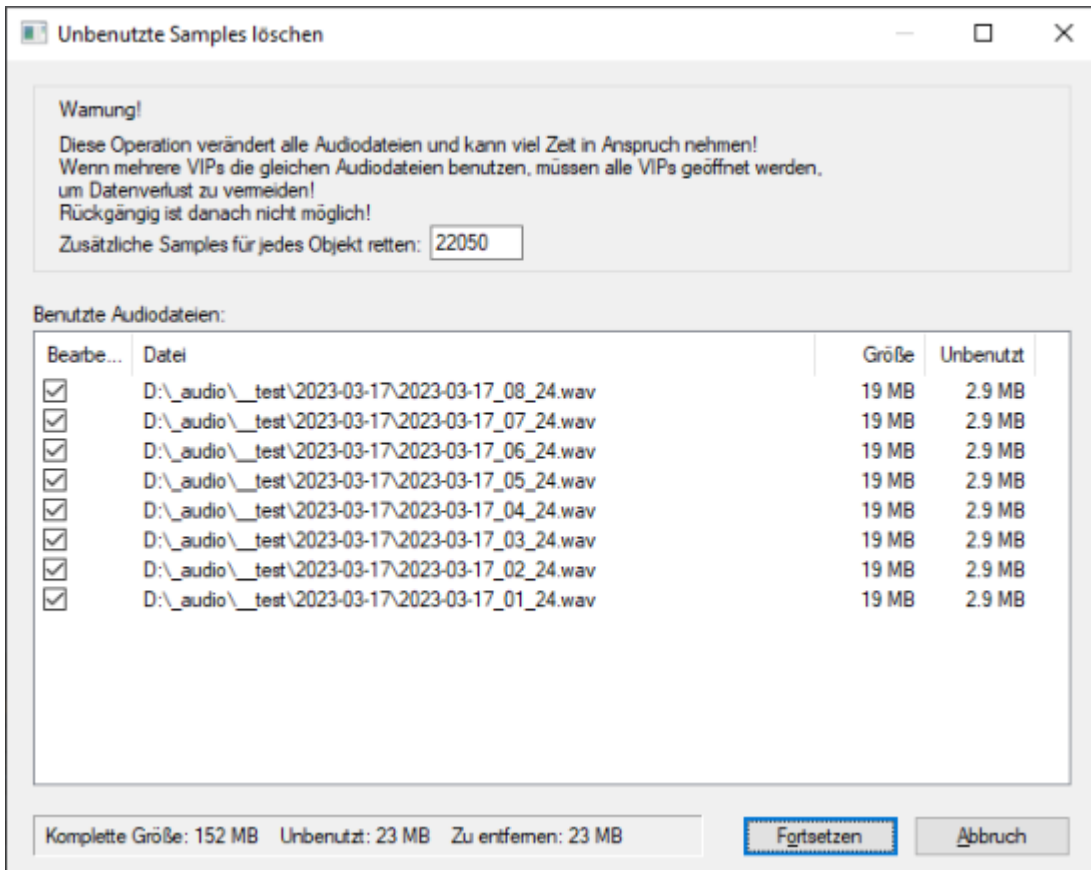 Unbenutzte Samples löschen
Warnung!
Diese Operation verändert alle Audiodateien und kann viel Zeit in Anspruch nehmen!
Wenn mehrere VIPs die gleichen Audiodateien benutzen, müssen alle VIPs geöffnet werden,
um Datenverlust zu vermeiden!
Rückgängig ist danach nicht möglich!
Zusätzliche Samples für jedes Objekt retten: 22050
Benutzte Audiodateien:
Bearbe... Datei Größe Unbenutzt
D:\_audio\__test\2023-03-17\2023-03-17_08_24.wav 19 MB 2.9 MB
D:\_audio\__test\2023-03-17\2023-03-17_07_24.wav 19 MB 2.9 MB
D:\_audio\__test\2023-03-17\2023-03-17_06_24.wav 19 MB 2.9 MB
D:\_audio\__test\2023-03-17\2023-03-17_05_24.wav 19 MB 2.9 MB
D:\_audio\__test\2023-03-17\2023-03-17_04_24.wav 19 MB 2.9 MB
D:\_audio\__test\2023-03-17\2023-03-17_03_24.wav 19 MB 2.9 MB
D:\_audio\__test\2023-03-17\2023-03-17_02_24.wav 19 MB 2.9 MB
D:\_audio\__test\2023-03-17\2023-03-17_01_24.wav 19 MB 2.9 MB
Komplette Größe: 152 MB Unbenutzt: 23 MB Zu entfernen: 23 MB Fortsetzen Abbruch